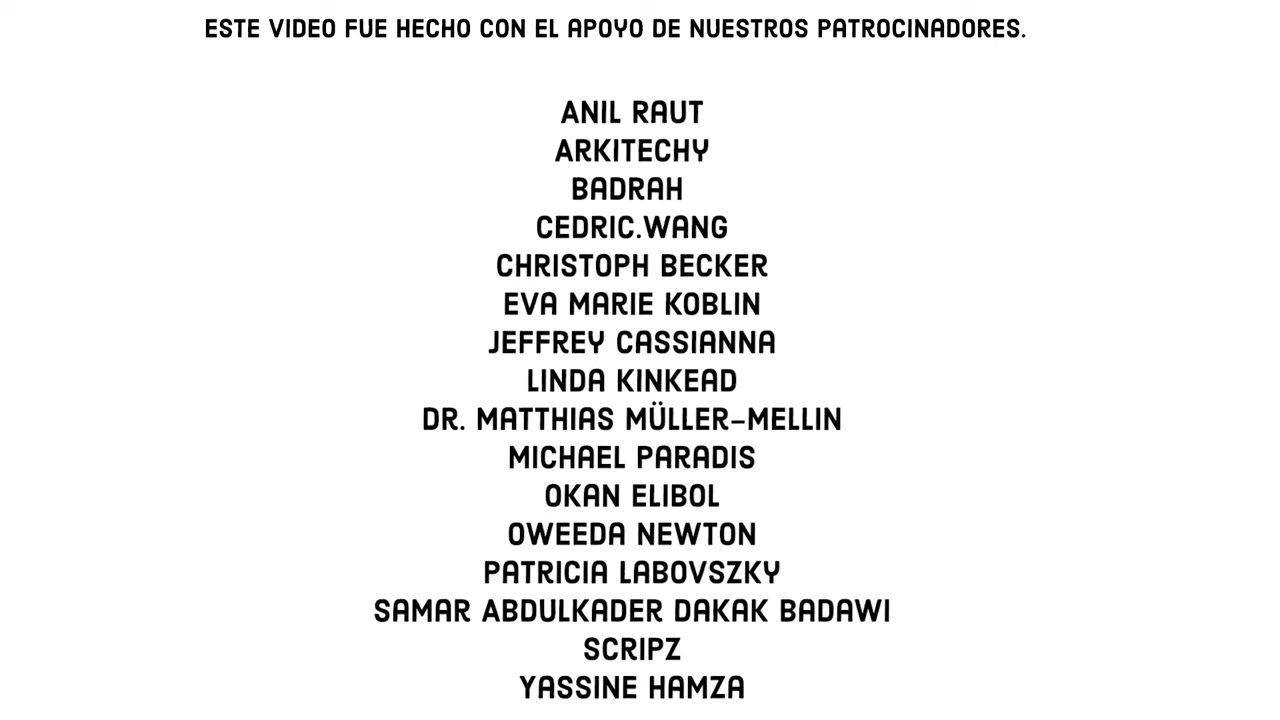 ESTE VIDEO FUE HECHO CON EL APOYO DE NUESTROS PATROCINADORES.
ANIL RAUT
ARKITECHY
BADRAH
CEDRIC.WANG
CHRISTOPH BECKER
EVA MARIE KOBLIN
JEFFREY CASSIANNA
LINDA KINKEAD
DR. MATTHIAS MÜLLER-MELLIN
MICHAEL PARADIS
OKAN ELIBOL
OWEEDA NEWTON
PATRICIA LABOVSZKY
SAMAR ABDULKADER DAKAK BADAWI
SCRIPZ
YASSINE HAMZA